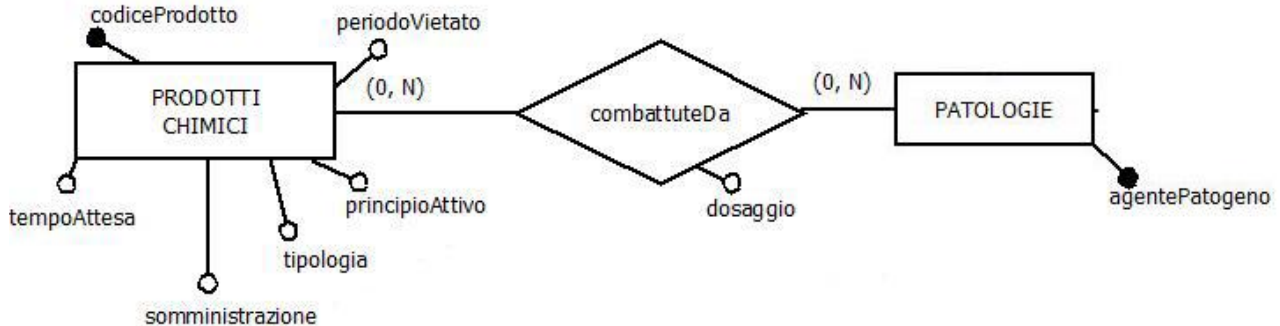 codiceProdotto
periodoVietato
(0, N)
(0, N)
PRODOTTI
CHIMICI
combattuteDa
PATOLOGIE
principioAttivo
dosaggio
agentePatogeno
tempoAttesa
tipologia
somministrazione